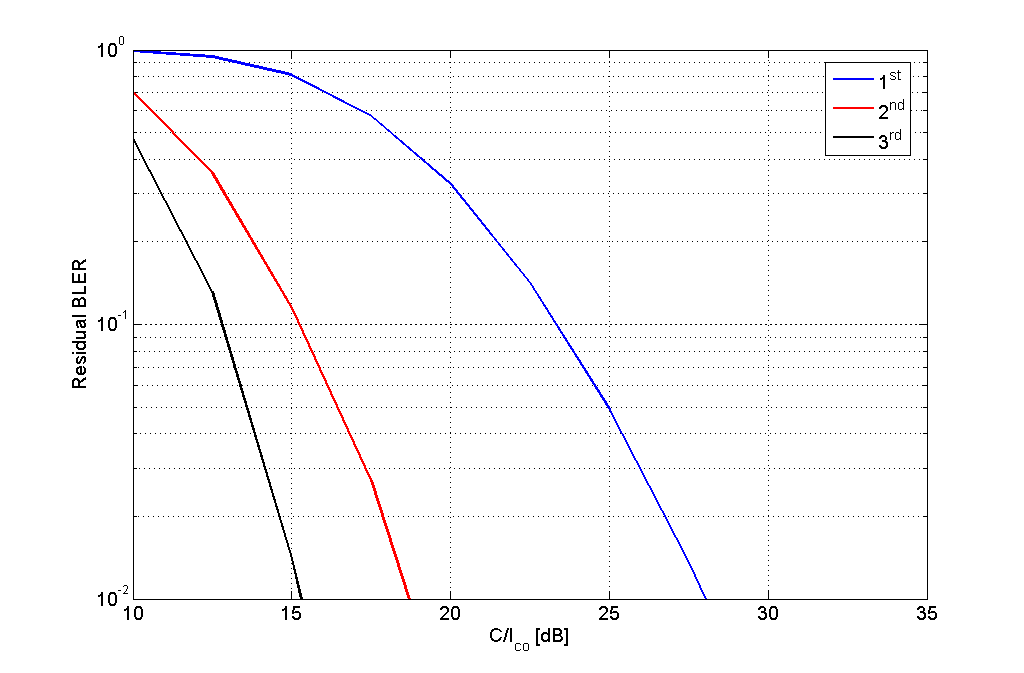 10^0
10^-1
10^-2
Residual BLER
1^st
2^nd
3^rd
10 15 20 25 30 35
C/I_co [dB]